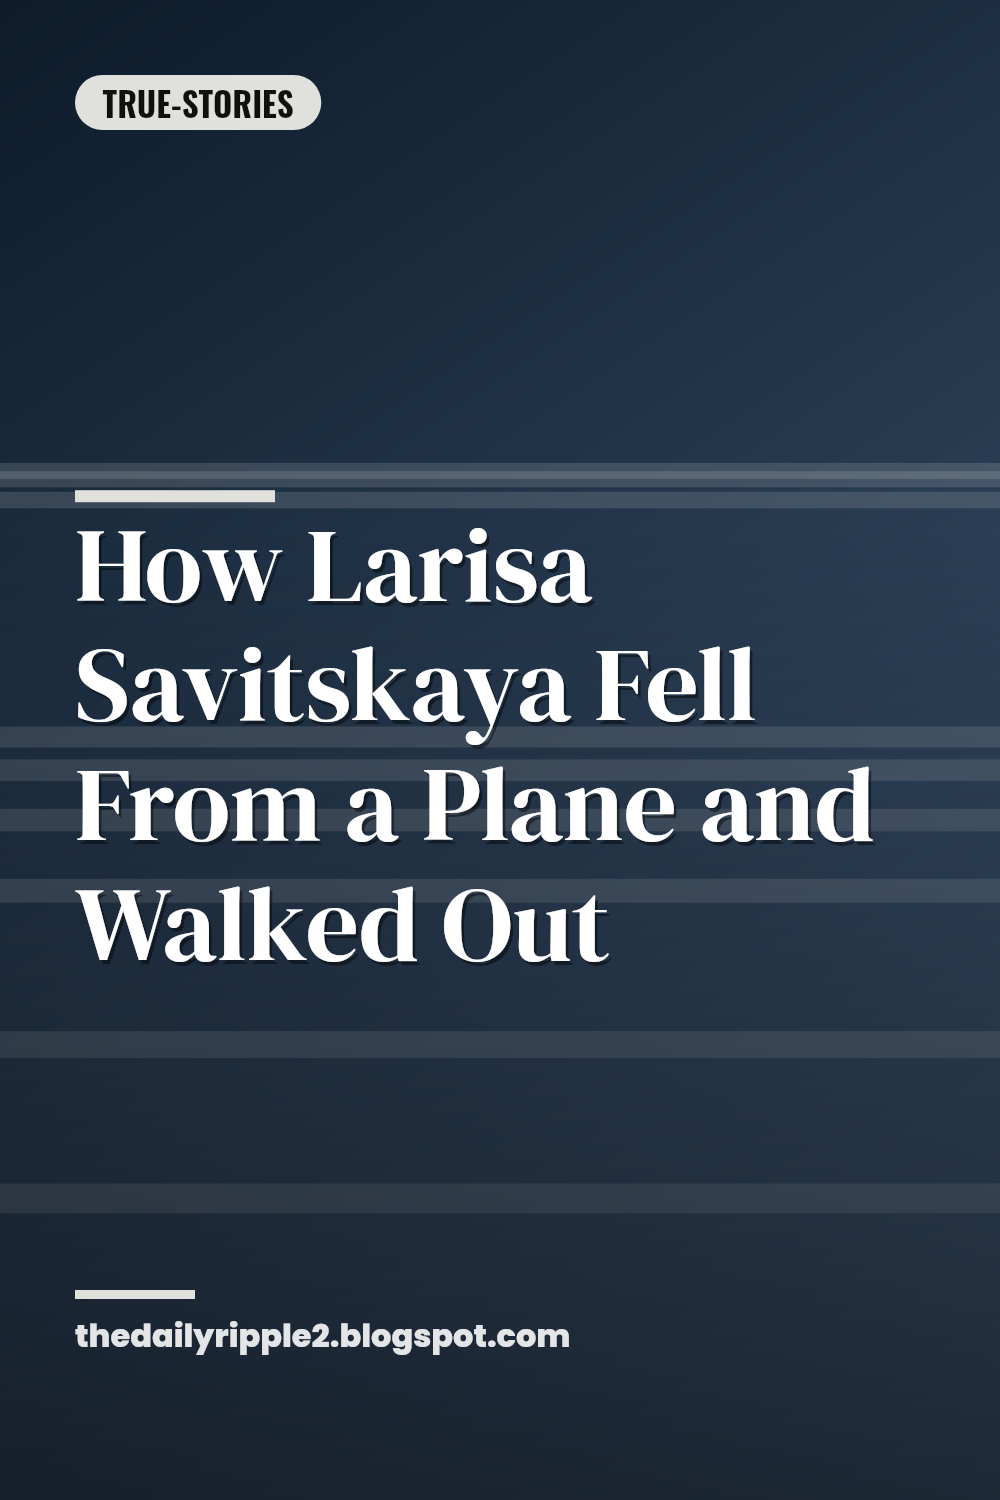 TRUE-STORIES
How Larisa
Savitskaya Fell
From a Plane and
Walked Out
thedailyripple2.blogspot.com